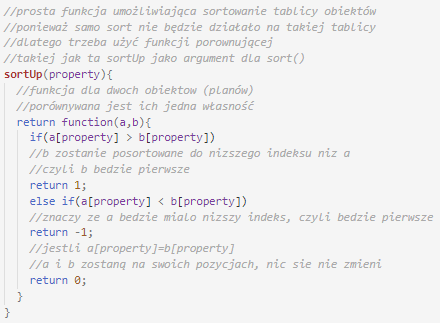 //prosta funkcja umożliwiająca sortowanie tablicy obiektów
//ponieważ samo sort nie będzie działało na takiej tablicy
//dlatego trzeba użyć funkcji porownującej
//takiej jak ta sortUp jako argument dla sort()
sortUp(property){
//funkcja dla dwoch obiektow (planów)
//porównywana jest ich jedna własność
return function(a,b){
if(a[property] > b[property])
//b zostanie posortowane do nizszego indeksu niz a
//czyli b bedzie pierwsze
return 1;
else if(a[property] < b[property])
//znaczy ze a bedzie mialo nizszy indeks, czyli bedzie pierwsze
return -1;
//jestli a[property]=b[property]
//a i b zostaną na swoich pozycjach, nic sie nie zmieni
return 0;
}
}